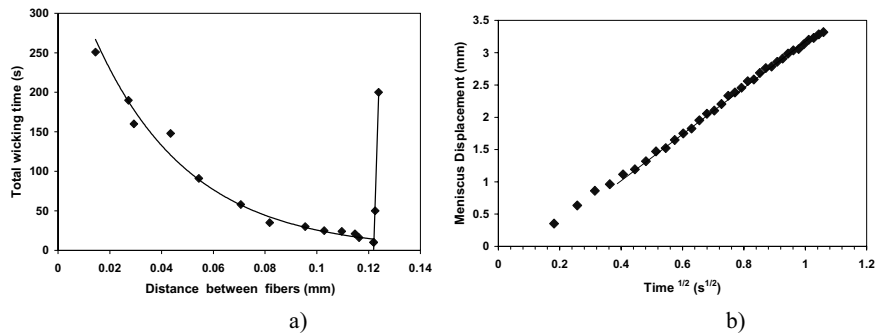 300
250
200
150
100
50
0
Total wicking time (s)
0 0.02 0.04 0.06 0.08 0.1 0.12 0.14
Distance between fibers (mm)
a)
4
3.5
3
2.5
2
1.5
1
0.5
0
Meniscus Displacement (mm)
0 0.2 0.4 0.6 0.8 1 1.2
Time 1/2 (s1/2)
b)